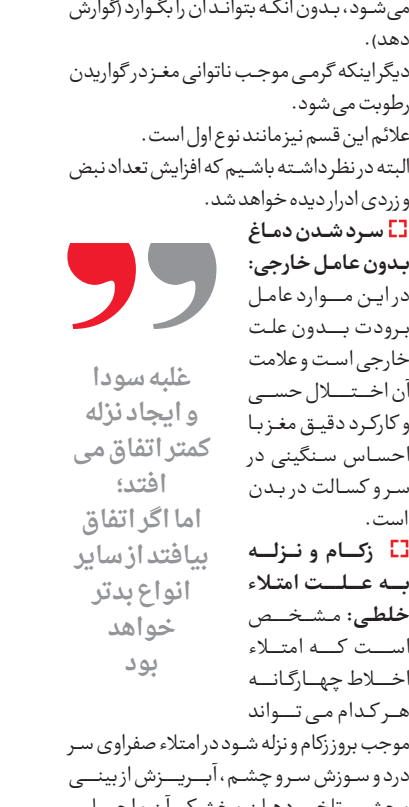 می‌شود، بدون آنکه بتواند آن را بگوارد (گوارش
دهد).
دیگر اینکه گرمی موجب ناتوانی مغز در گواریدن
رطوبت می شود.
علائم این قسم نیز مانند نوع اول است.
البته در نظر داشته باشیم که افزایش تعداد نبض
و زردی ادرار دیده خواهد شد.
سرد شدن دماغ
بدون عامل خارجی:
در این موارد عامل
برودت بدون علت
خارجی است و علامت
آن اختلال حسی
و کارکرد دقیق مغز با
احساس سنگینی در
سر و کسالت در بدن
است.
زکام و نزله
به علت امتلاء
خلطی: مشخص
است که امتلاء
اخلاط چهارگانه
هر کدام می تواند
موجب بروز زکام و نزله شود در امتلاء صفراوی سر
درد و سوزش سر و چشم، آبریزش از بینی
غلبه سودا
و ایجاد نزله
کمتر اتفاق می
افتد؛
اما اگر اتفاق
بیافتد از سایر
انواع بدتر
خواهد
بود